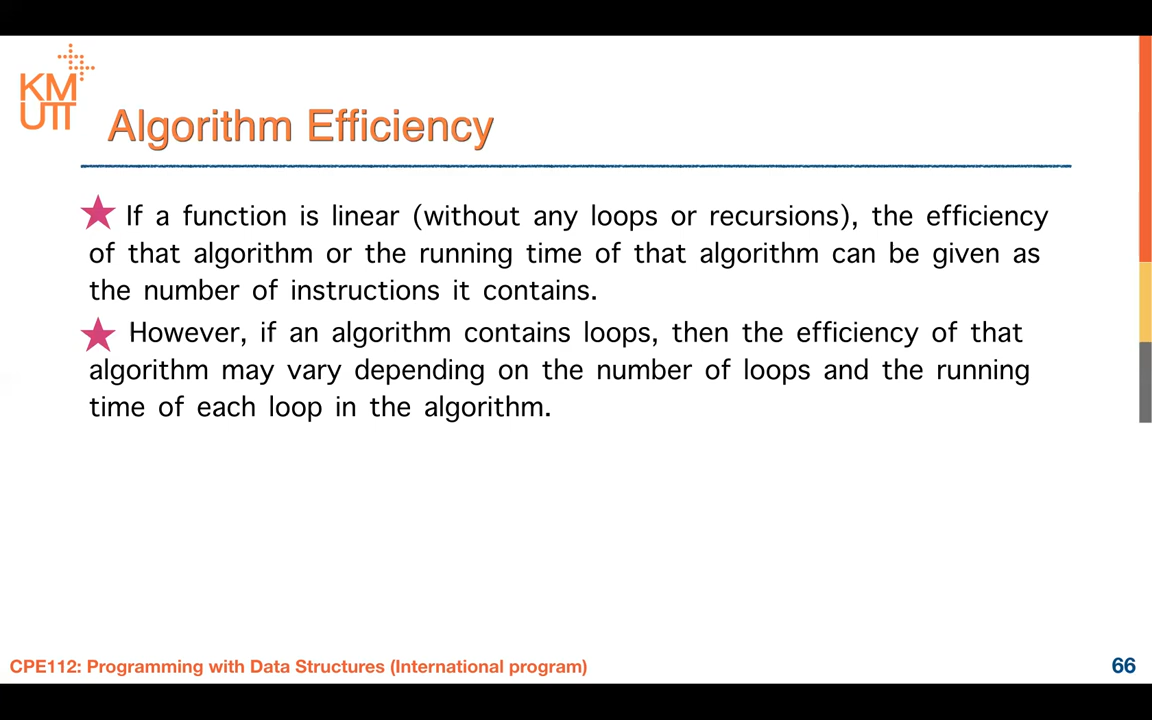 KM
UTT
Algorithm Efficiency
If a function is linear (without any loops or recursions), the efficiency
of that algorithm or the running time of that algorithm can be given as
the number of instructions it contains.
However, if an algorithm contains loops, then the efficiency of that
algorithm may vary depending on the number of loops and the running
time of each loop in the algorithm.
CPE112: Programming with Data Structures (International program)
66